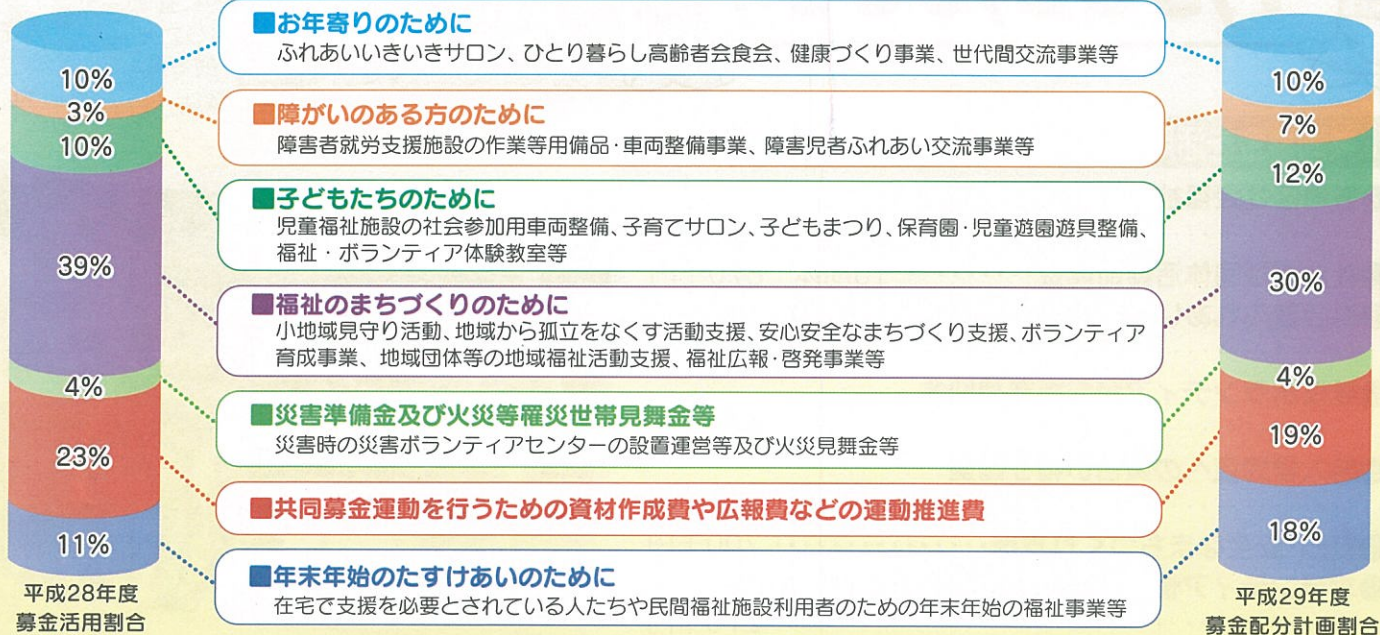 10%
3%
10%
39%
4%
23%
11%
平成28年度
募金活用割合
■お年寄りのために
ふれあいいきいきサロン、ひとり暮らし高齢者会食会、健康づくり事業、世代間交流事業等
■障がいのある方のために
障害者就労支援施設の作業等用備品・車両整備事業、障害児者ふれあい交流事業等
■子どもたちのために
児童福祉施設の社会参加用車両整備、子育てサロン、子どもまつり、保育園・児童遊園遊具整備、
福祉・ボランティア体験教室等
■福祉のまちづくりのために
小地域見守り活動、地域から孤立をなくす活動支援、安心安全なまちづくり支援、ボランティア
育成事業、地域団体等の地域福祉活動支援、福祉広報・啓発事業等
■災害準備金及び火災等罹災世帯見舞金等
災害時の災害ボランティアセンターの設置運営等及び火災見舞金等
■共同募金運動を行うための資材作成費や広報費などの運動推進費
■年末年始のたすけあいのために
在宅で支援を必要とされている人たちや民間福祉施設利用者のための年末年始の福祉事業等
10%
7%
12%
30%
4%
19%
18%
平成29年度
募金配分計画割合